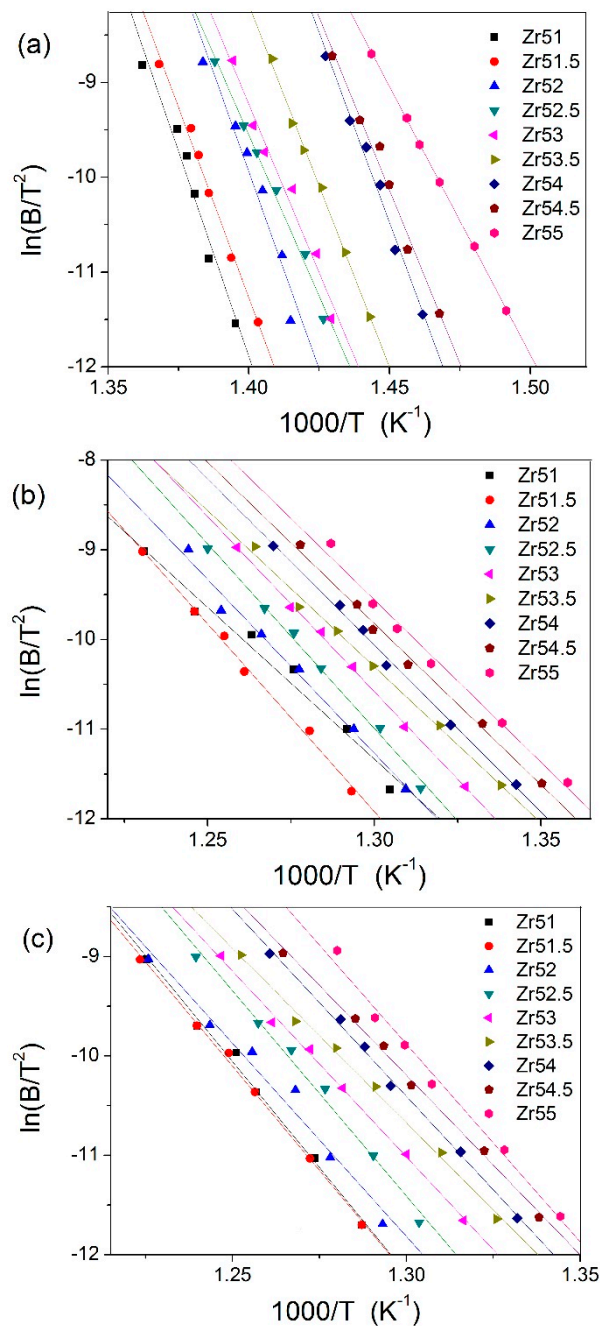 (a)
ln(B/T²)
-8
-9
-10
-11
-12
1.35
1.40
1.45
1.50
1000/T (K⁻¹)
Zr51
Zr51.5
Zr52
Zr52.5
Zr53
Zr53.5
Zr54
Zr54.5
Zr55
(b)
ln(B/T²)
-8
-9
-10
-11
-12
1.25
1.30
1.35
1000/T (K⁻¹)
Zr51
Zr51.5
Zr52
Zr52.5
Zr53
Zr53.5
Zr54
Zr54.5
Zr55
(c)
ln(B/T²)
-9
-10
-11
-12
1.25
1.30
1.35
1000/T (K⁻¹)
Zr51
Zr51.5
Zr52
Zr52.5
Zr53
Zr53.5
Zr54
Zr54.5
Zr55